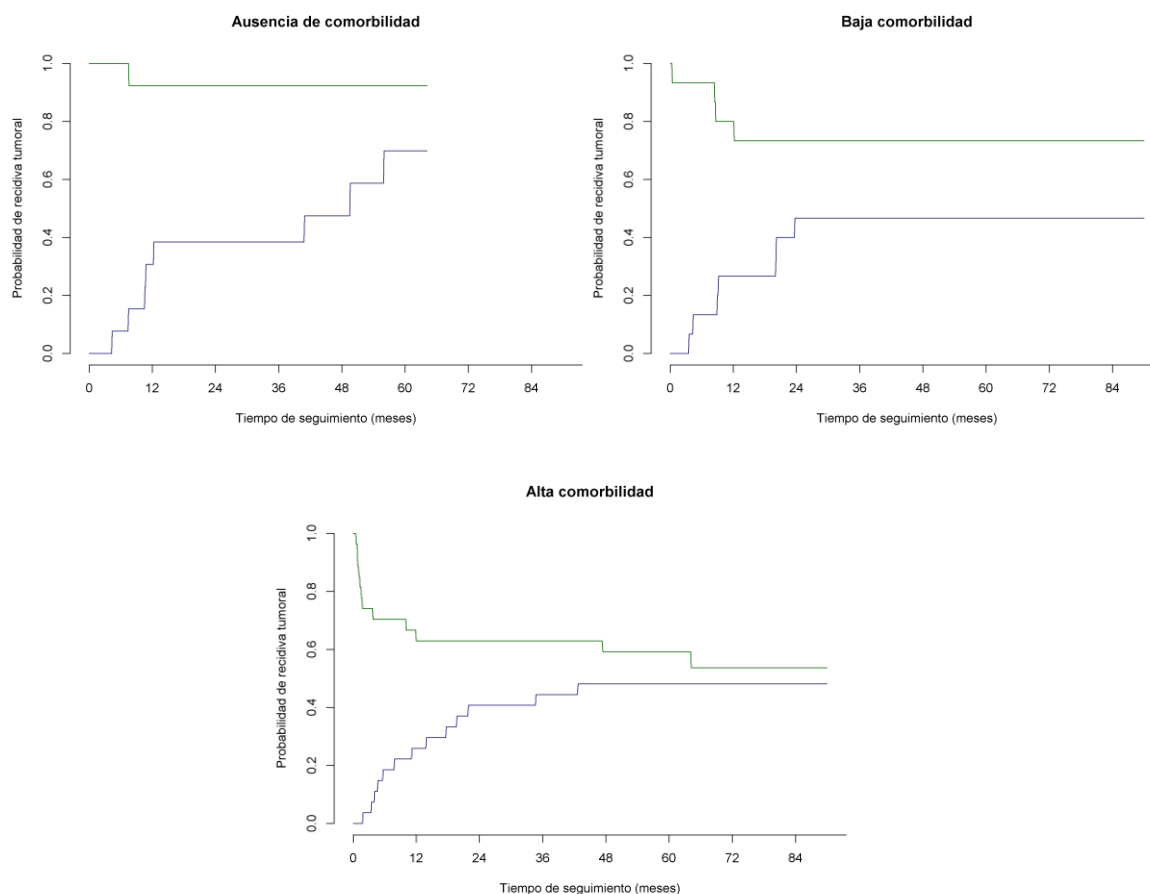 Ausencia de comorbilidad
Probabilidad de recidiva tumoral
1.0
0.8
0.6
0.4
0.2
0.0
0 12 24 36 48 60 72 84
Tiempo de seguimiento (meses)
Baja comorbilidad
Probabilidad de recidiva tumoral
1.0
0.8
0.6
0.4
0.2
0.0
0 12 24 36 48 60 72 84
Tiempo de seguimiento (meses)
Alta comorbilidad
Probabilidad de recidiva tumoral
1.0
0.8
0.6
0.4
0.2
0.0
0 12 24 36 48 60 72 84
Tiempo de seguimiento (meses)